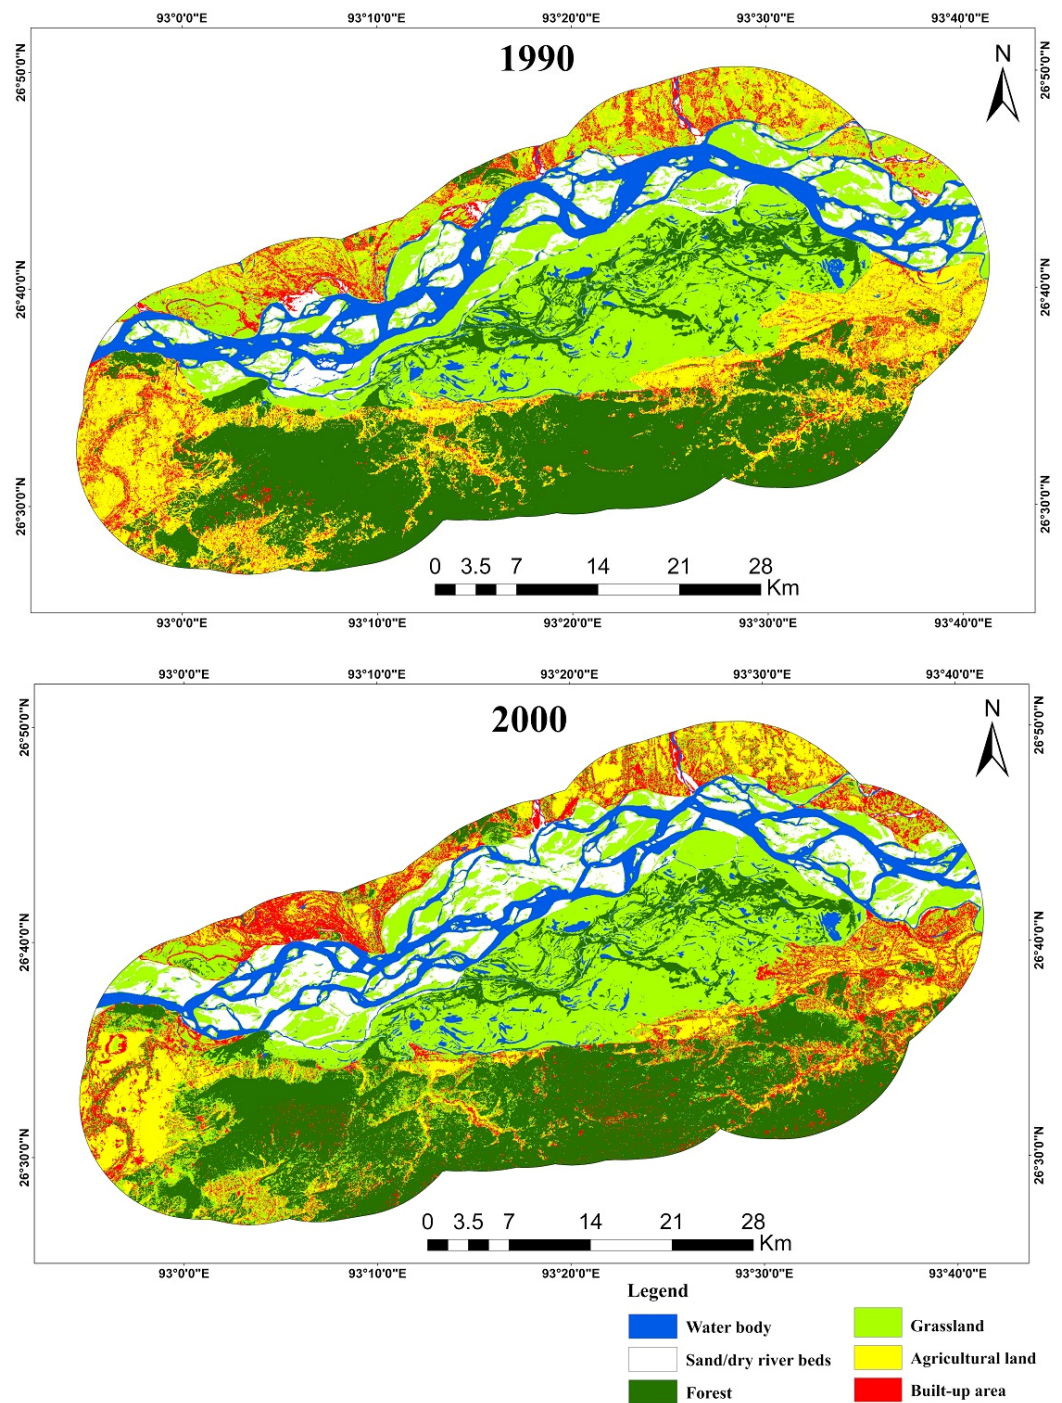 93°0'0"E 93°10'0"E 93°20'0"E 93°30'0"E 93°40'0"E
1990
N
26°50'0"N 26°50'0"N
26°40'0"N 26°40'0"N
26°30'0"N 26°30'0"N
0 3.5 7 14 21 28
Km
93°0'0"E 93°10'0"E 93°20'0"E 93°30'0"E 93°40'0"E
93°0'0"E 93°10'0"E 93°20'0"E 93°30'0"E 93°40'0"E
2000
N
26°50'0"N 26°50'0"N
26°40'0"N 26°40'0"N
26°30'0"N 26°30'0"N
0 3.5 7 14 21 28
Km
93°0'0"E 93°10'0"E 93°20'0"E 93°30'0"E 93°40'0"E
Legend
Water body
Sand/dry river beds
Forest
Grassland
Agricultural land
Built-up area